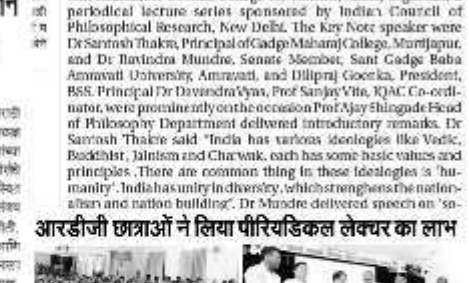 periodical lecture series sponsored by Indian Council of
Philosophical Research, New Delhi. The Key Note speaker were
Dr Santosh Thakre, Principal of Gadge Maharaj College, Murtijapur,
and Dr Ravindra Mundre, Senate Member, Sant Gadge Baba
Amravati University, Amravati, and Dilipraj Goenka, President,
BSS. Principal Dr Davendra Vyas, Prof Sanjay Vite, IQAC Co-ordi-
nator, were prominently on the occasion Prof Ajay Shingade Head
of Philosophy Department delivered introductory remarks. Dr
Santosh Thakre said "India has various ideologies like Vedic,
Buddhist, Jainism and Charwak, each has some basic values and
principles .There are common thing in these idealogies is 'hu-
manity'. India has unity in diversity, which strengthens the nation-
alism and nation building'. Dr Mundre delivered speech on 'so-
आरडीजी छात्राओं ने लिया पीरियडिकल लेक्चर का लाभ